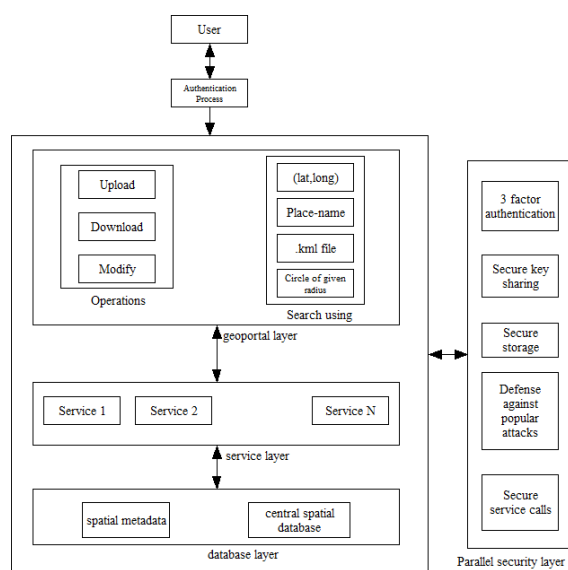 User
Authentication
Process
Upload
Download
Modify
Operations
(lat,long)
Place-name
.kml file
Circle of given
radius
Search using
geoportal layer
Service 1
Service 2
Service N
service layer
spatial metadata
central spatial
database
database layer
3 factor
authentication
Secure key
sharing
Secure
storage
Defense
against
popular
attacks
Secure
service calls
Parallel security layer